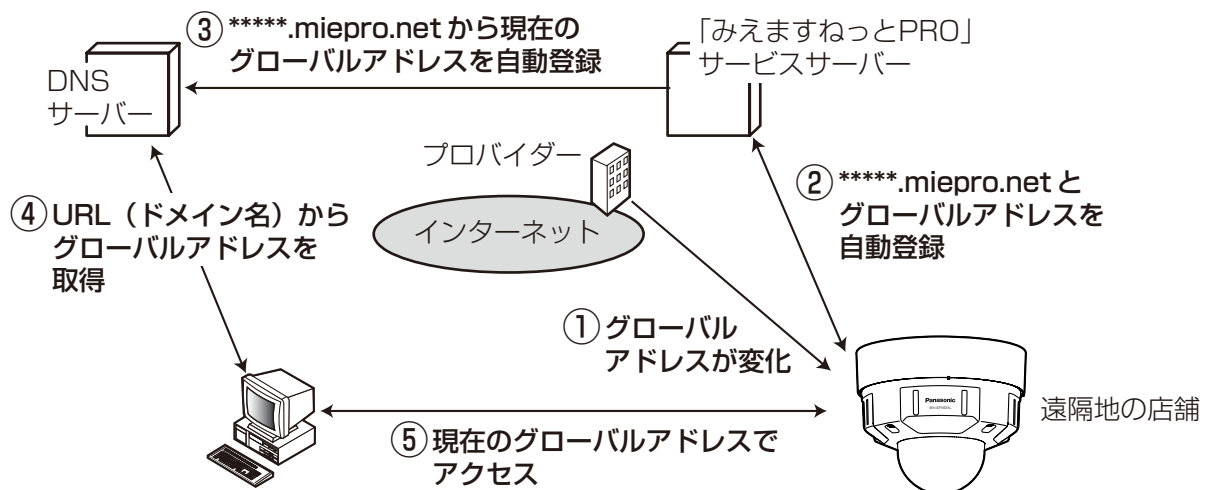 ③*****.miepro.net から現在の
グローバルアドレスを自動登録
「みえますねっとPRO」
サービスサーバー
DNS
サーバー
プロバイダー
インターネット
②*****.miepro.net と
グローバルアドレスを
自動登録
④URL（ドメイン名）から
グローバルアドレスを
取得
①グローバル
アドレスが変化
Panasonic
遠隔地の店舗
⑤現在のグローバルアドレスで
アクセス